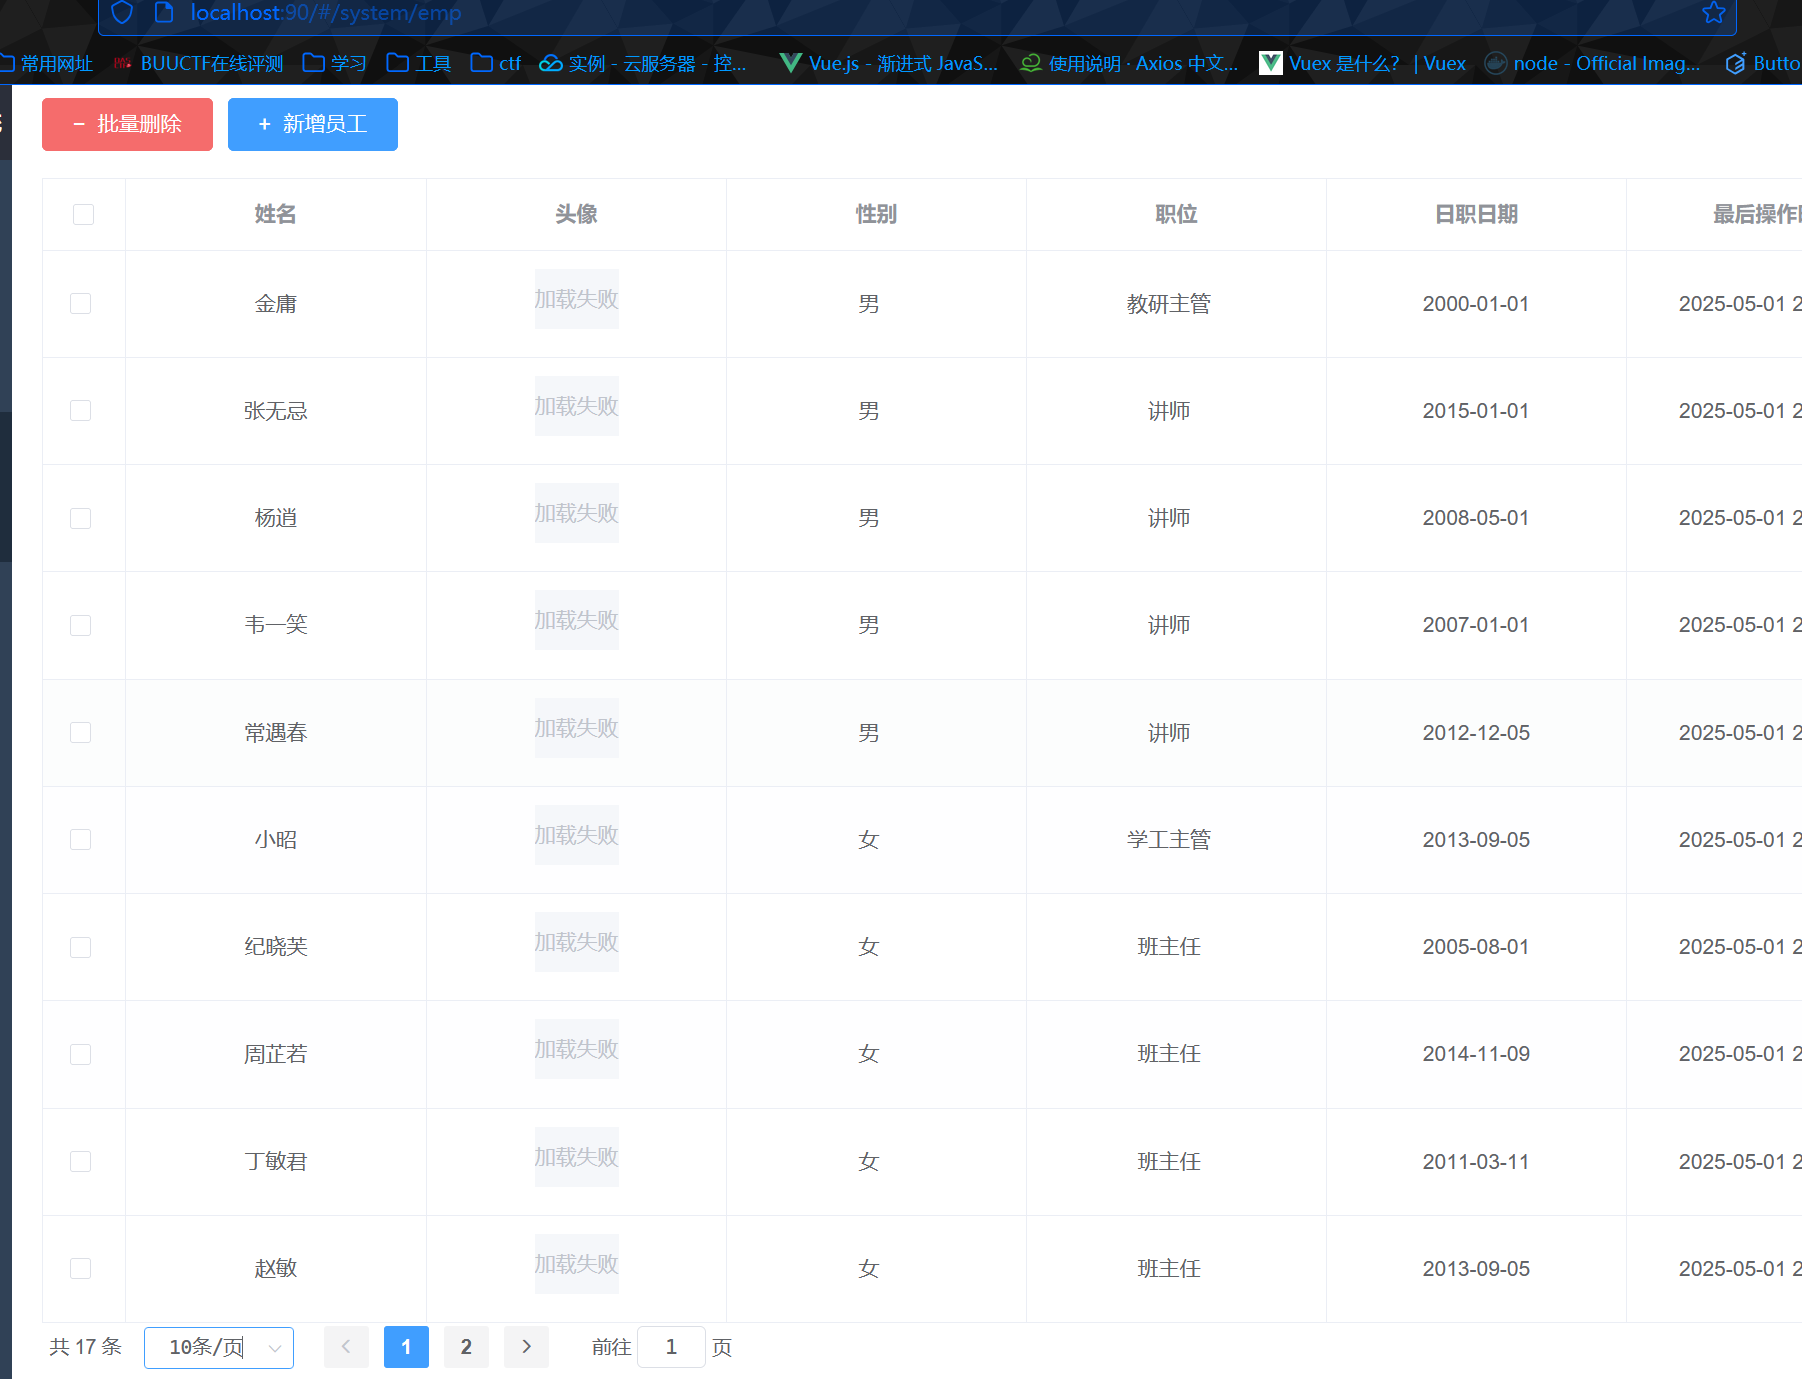 localhost:90/#/system/emp
常用网址 BUUCTF在线评测 学习 工具 ctf 实例 - 云服务器 - 控... Vue.js - 渐进式 JavaS... 使用说明 · Axios 中文... Vuex 是什么? | Vuex node - Official Imag... Butto
− 批量删除 + 新增员工
姓名 头像 性别 职位 日职日期 最后操作
金庸 加载失败 男 教研主管 2000-01-01 2025-05-01 2
张无忌 加载失败 男 讲师 2015-01-01 2025-05-01 2
杨逍 加载失败 男 讲师 2008-05-01 2025-05-01 2
韦一笑 加载失败 男 讲师 2007-01-01 2025-05-01 2
常遇春 加载失败 男 讲师 2012-12-05 2025-05-01 2
小昭 加载失败 女 学工主管 2013-09-05 2025-05-01 2
纪晓芙 加载失败 女 班主任 2005-08-01 2025-05-01 2
周芷若 加载失败 女 班主任 2014-11-09 2025-05-01 2
丁敏君 加载失败 女 班主任 2011-03-11 2025-05-01 2
赵敏 加载失败 女 班主任 2013-09-05 2025-05-01 2
共 17 条 10条/页 1 2 前往 1 页